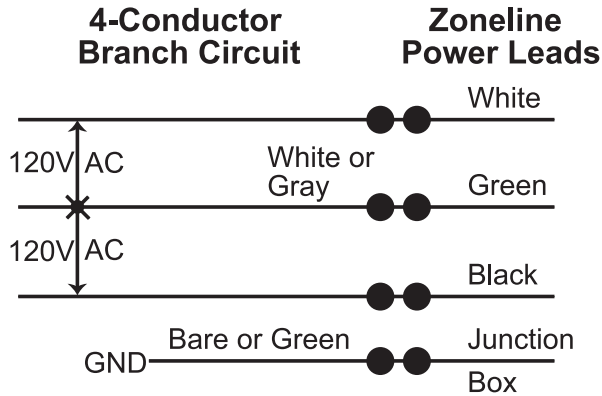 4-Conductor
Branch Circuit
Zoneline
Power Leads
White
120V AC
White or
Gray
Green
120V AC
Black
Bare or Green
GND
Junction
Box